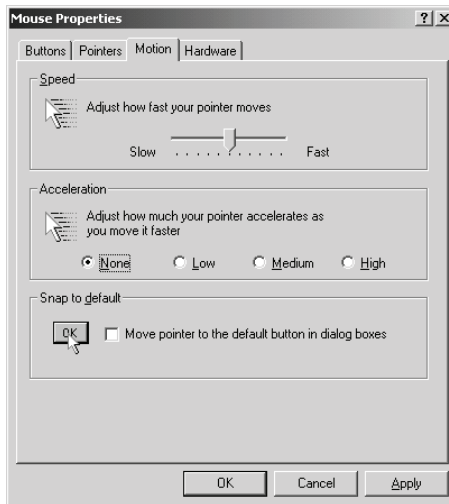 Mouse Properties
Buttons Pointers Motion Hardware
Speed
Adjust how fast your pointer moves
Slow Fast
Acceleration
Adjust how much your pointer accelerates as
you move it faster
None Low Medium High
Snap to default
OK Move pointer to the default button in dialog boxes
OK Cancel Apply